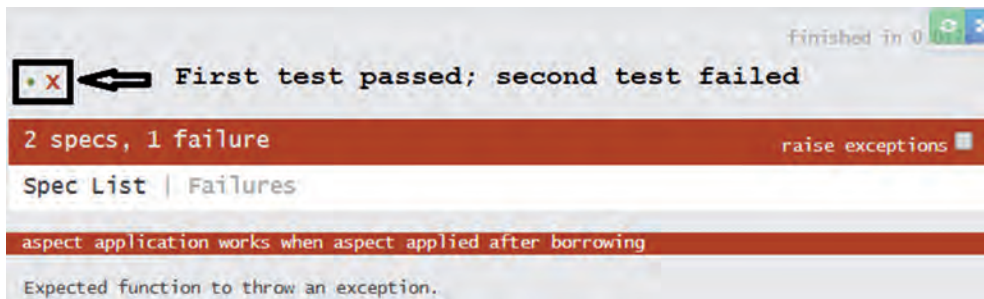 finished in 0
• X First test passed; second test failed
2 specs, 1 failure
raise exceptions
Spec List | Failures
aspect application works when aspect applied after borrowing
Expected function to throw an exception.